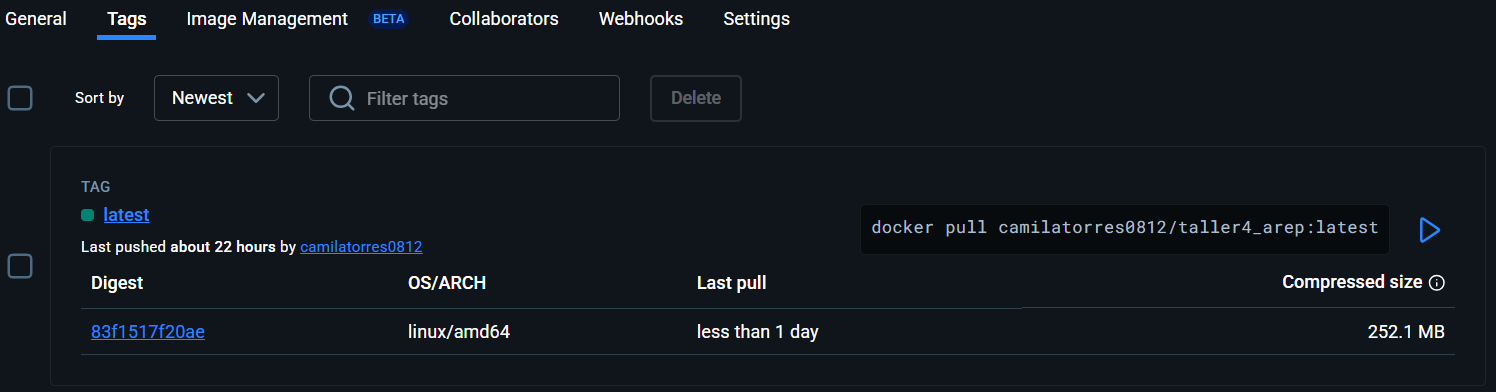 General Tags Image Management BETA Collaborators Webhooks Settings
Sort by Newest Filter tags Delete
TAG
latest
docker pull camilatorres0812/taller4_arep:latest
Last pushed about 22 hours by camilatorres0812
Digest OS/ARCH Last pull Compressed size
83f1517f20ae linux/amd64 less than 1 day 252.1 MB